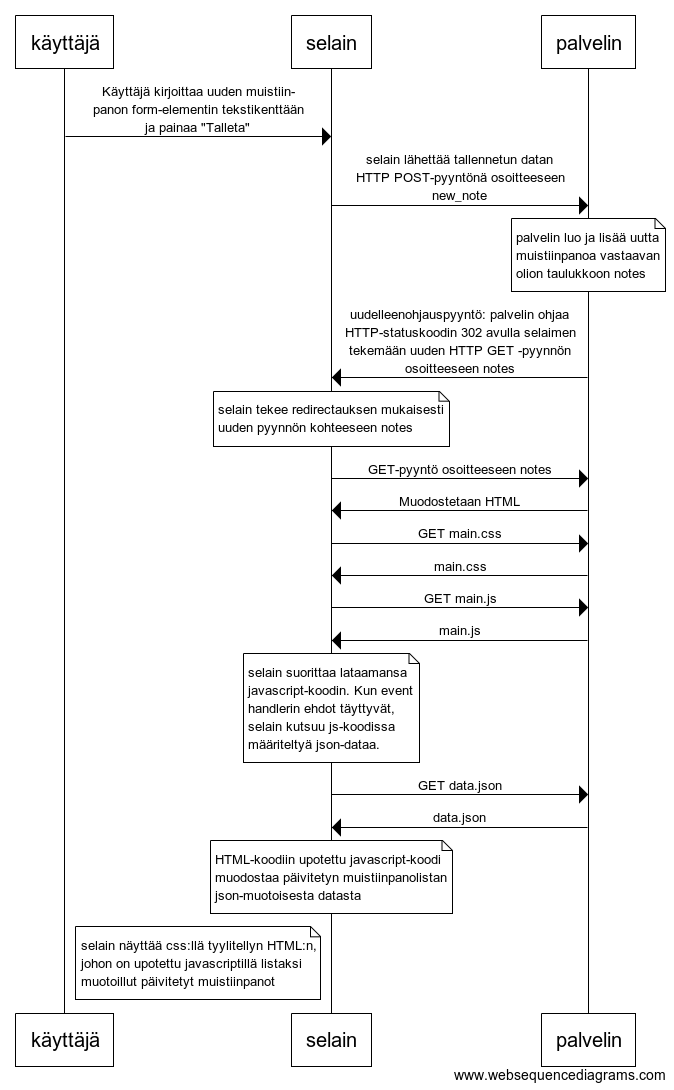 käyttäjä
selain
palvelin
Käyttäjä kirjoittaa uuden muistiin-
panon form-elementin tekstikenttään
ja painaa "Talleta"
selain lähettää tallennetun datan
HTTP POST-pyyntönä osoitteeseen
new_note
palvelin luo ja lisää uutta
muistiinpanoa vastaavan
olion taulukkoon notes
uudelleenohjauspyyntö: palvelin ohjaa
HTTP-statuskoodin 302 avulla selaimen
tekemään uuden HTTP GET -pyynnön
osoitteeseen notes
selain tekee redirectauksen mukaisesti
uuden pyynnön kohteeseen notes
GET-pyyntö osoitteeseen notes
Muodostetaan HTML
GET main.css
main.css
GET main.js
main.js
selain suorittaa lataamansa
javascript-koodin. Kun event
handlerin ehdot täyttyvät,
selain kutsuu js-koodissa
määriteltyä json-dataa.
GET data.json
data.json
HTML-koodiin upotettu javascript-koodi
muodostaa päivitetyn muistiinpanolistan
json-muotoisesta datasta
selain näyttää css:llä tyylitellyn HTML:n,
johon on upotettu javascriptillä listaksi
muotoillut päivitetyt muistiinpanot
käyttäjä
selain
palvelin
www.websequencediagrams.com